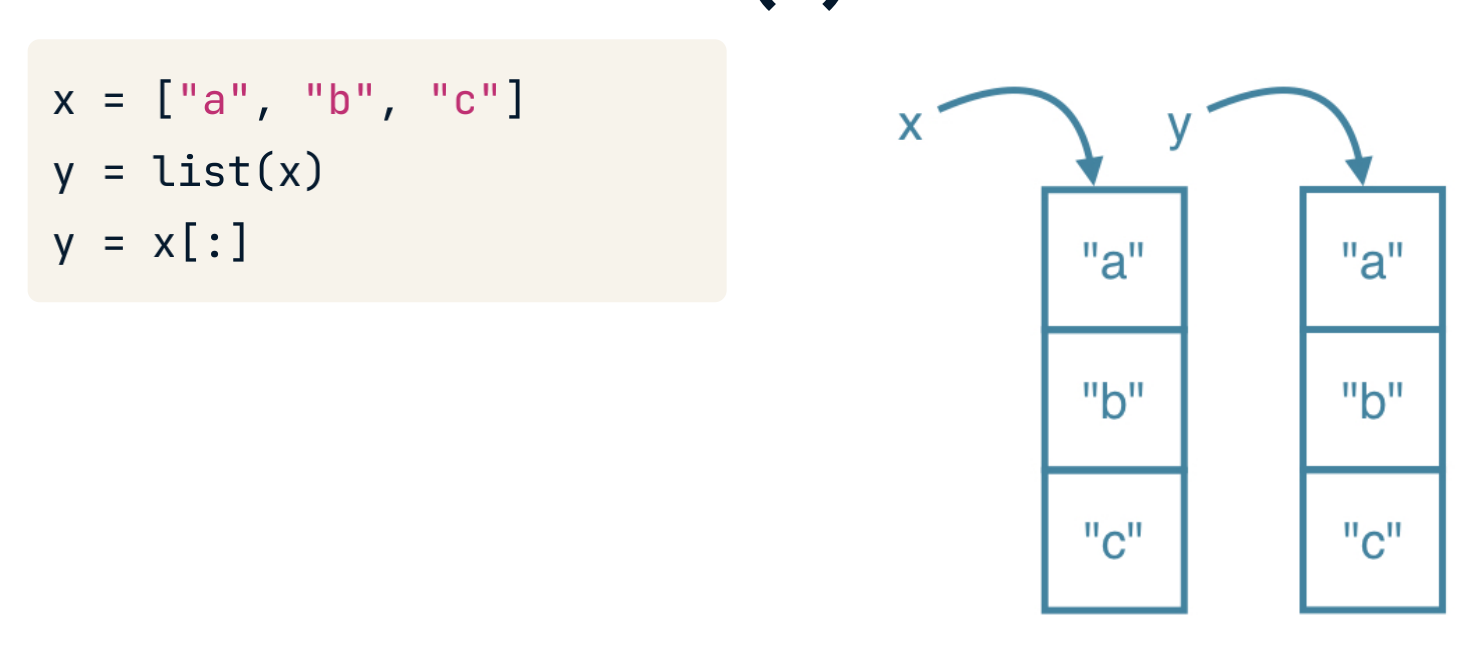 x = ["a", "b", "c"]
y = list(x)
y = x[:]
x
y
"a"
"a"
"b"
"b"
"c"
"c"